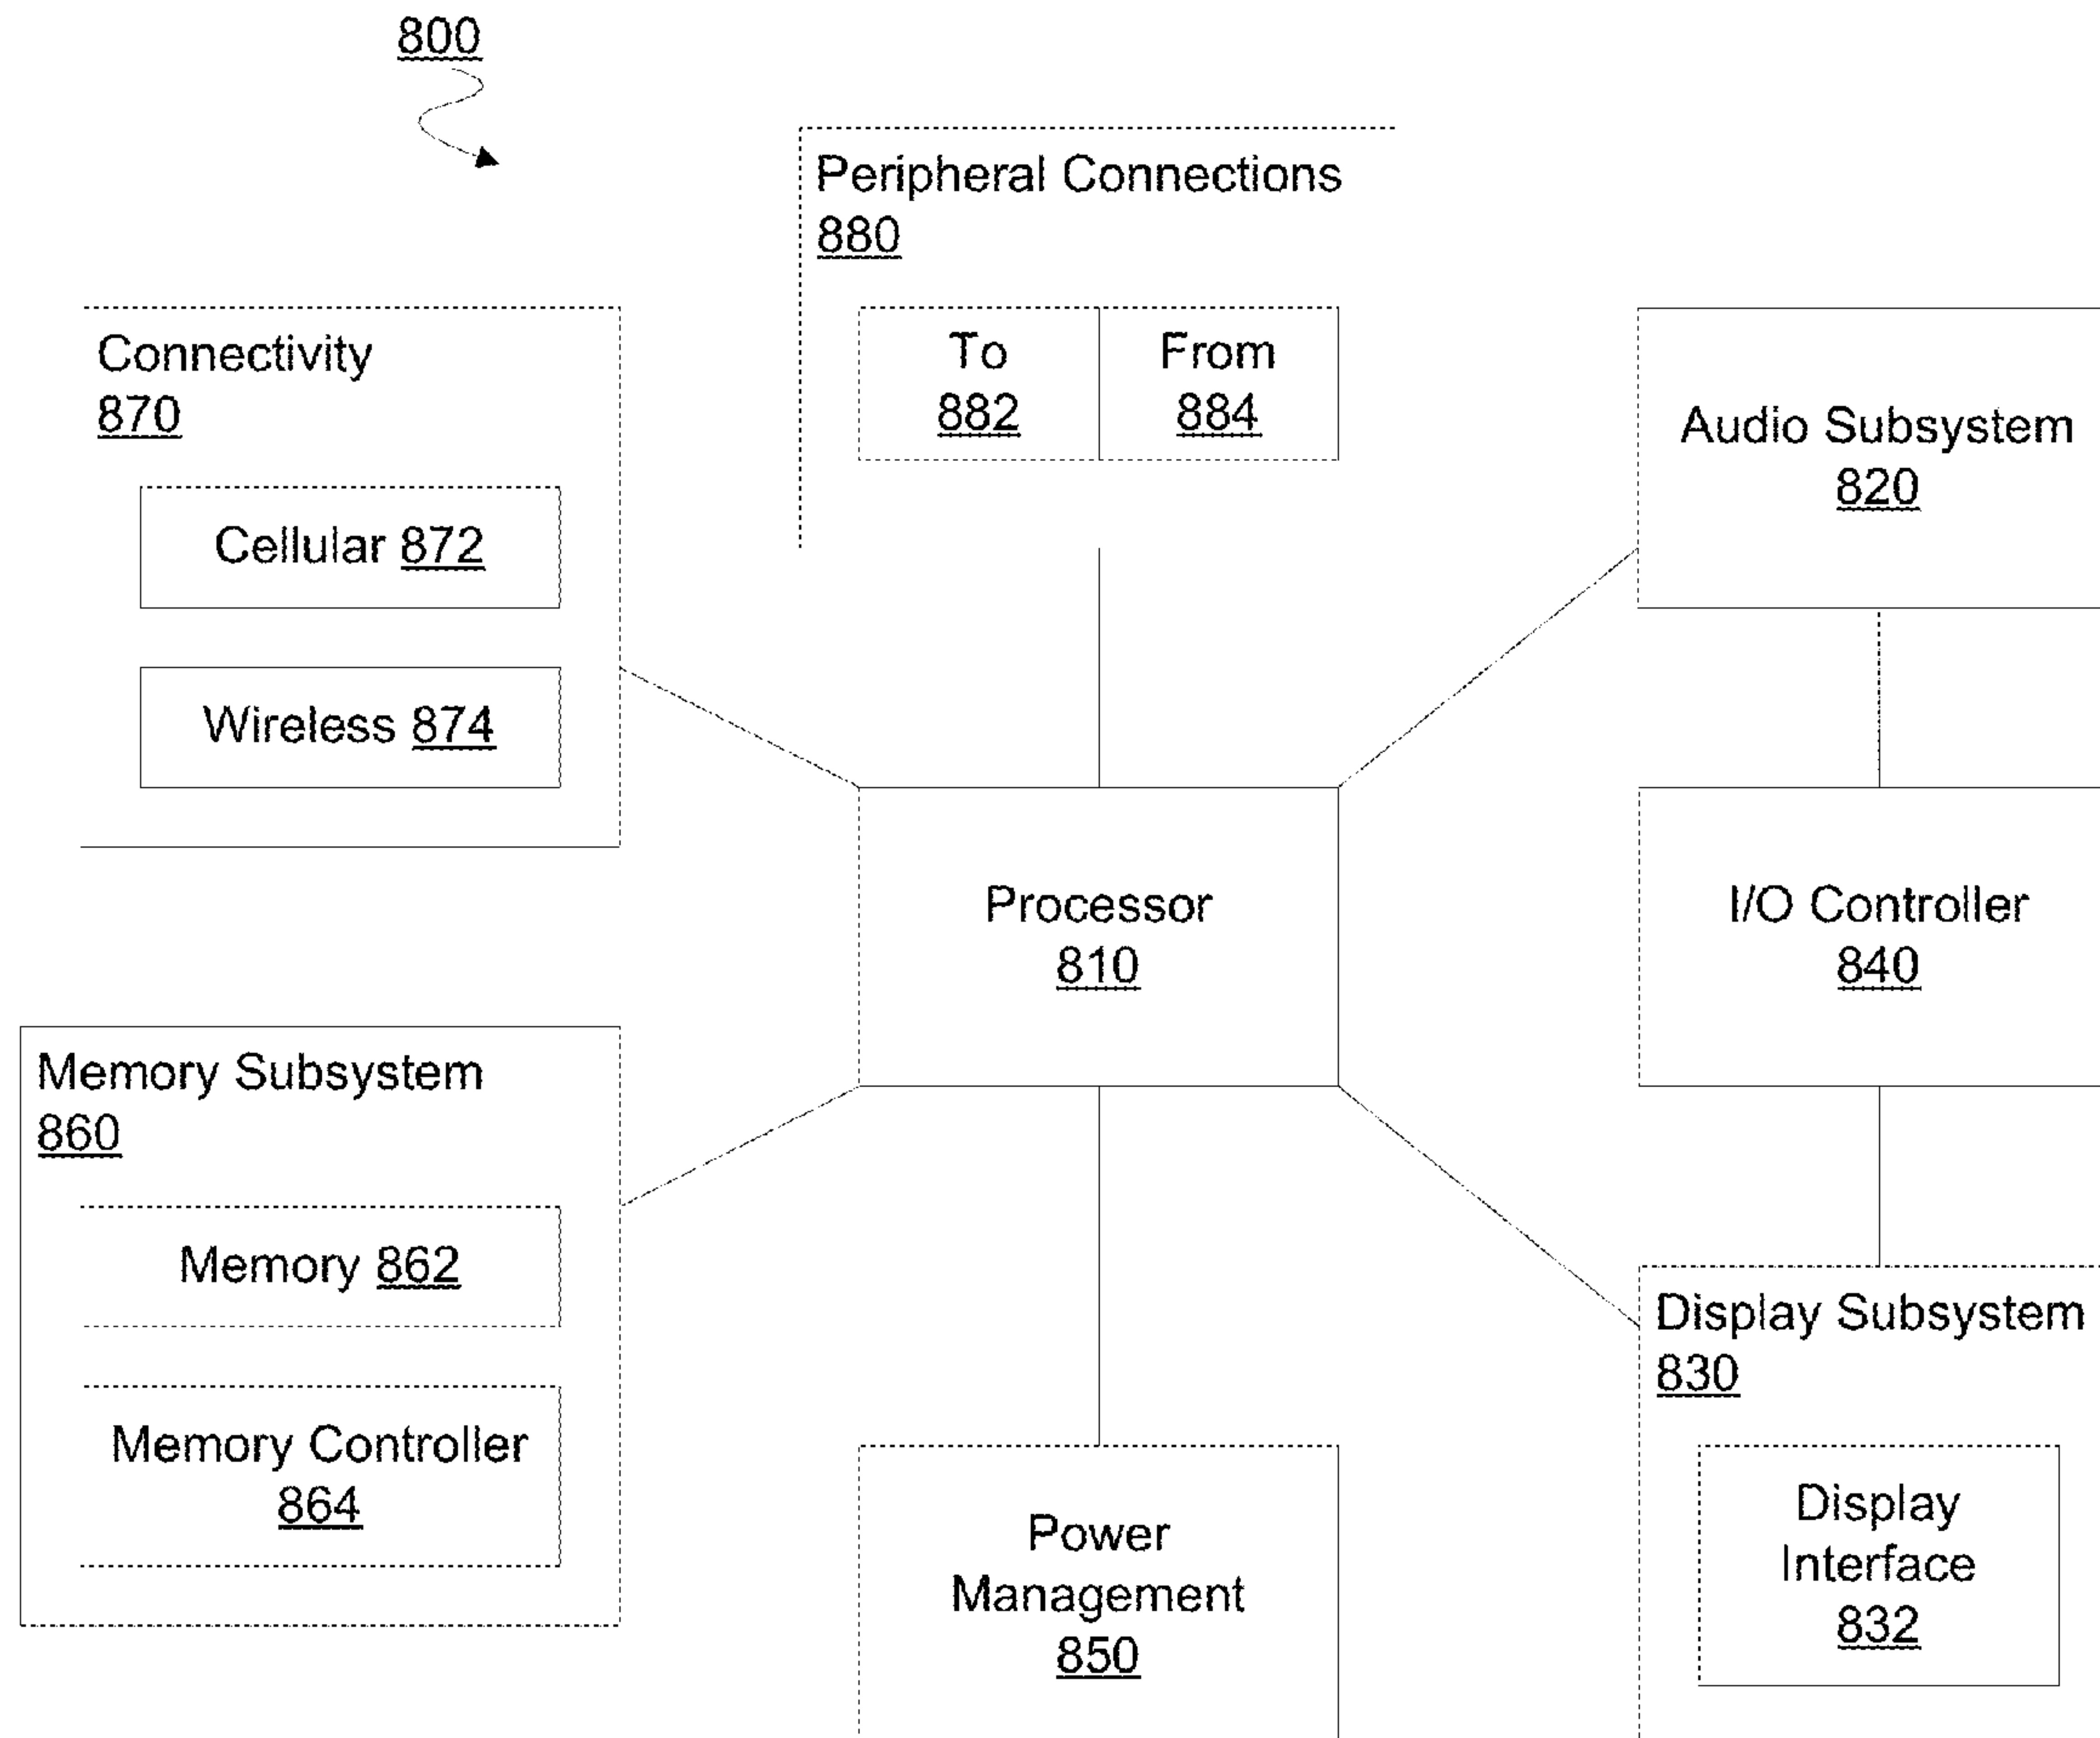 800
Peripheral Connections
880
To
882
From
884
Connectivity
870
Cellular 872
Wireless 874
Audio Subsystem
820
Processor
810
I/O Controller
840
Memory Subsystem
860
Memory 862
Memory Controller
864
Power
Management
850
Display Subsystem
830
Display
Interface
832